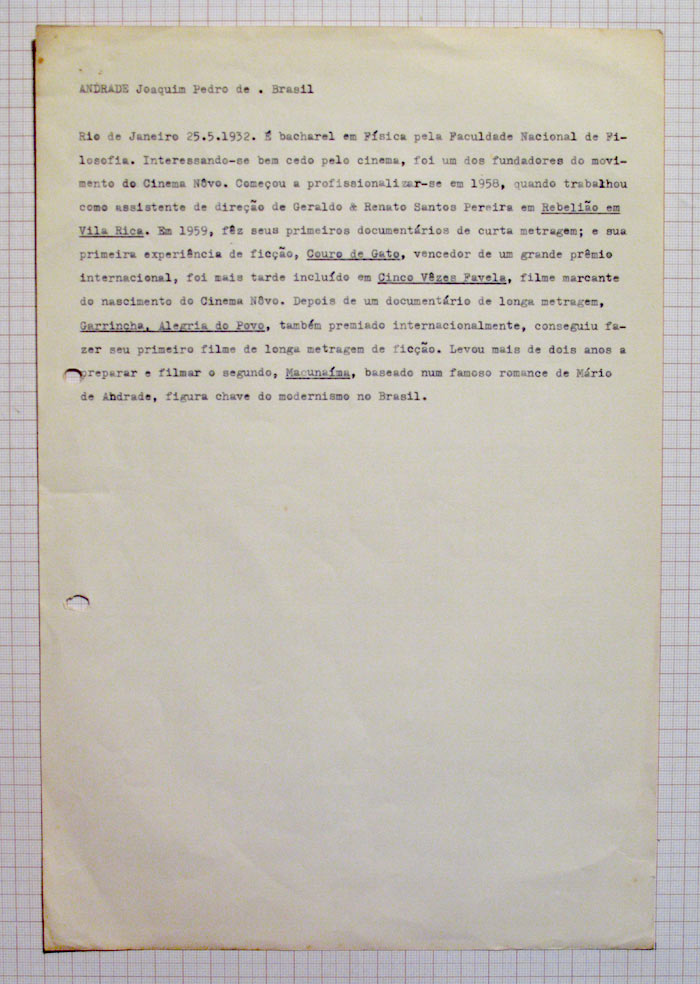 ANDRADE Joaquim Pedro de . Brasil
Rio de Janeiro 25.5.1932. É bacharel em Física pela Faculdade Nacional de Fi-
losofia. Interessando-se bem cedo pelo cinema, foi um dos fundadores do movi-
mento do Cinema Nôvo. Começou a profissionalizar-se em 1958, quando trabalhou
como assistente de direção de Geraldo & Renato Santos Pereira em Rebelião em
Vila Rica. Em 1959, fêz seus primeiros documentários de curta metragem; e sua
primeira experiência de ficção, Couro de Gato, vencedor de um grande prêmio
internacional, foi mais tarde incluído em Cinco Vêzes Favela, filme marcante
do nascimento do Cinema Nôvo. Depois de um documentário de longa metragem,
Garrincha, Alegria do Povo, também premiado internacionalmente, conseguiu fa-
zer seu primeiro filme de longa metragem de ficção. Levou mais de dois anos a
preparar e filmar o segundo, Macunaíma, baseado num famoso romance de Mário
de Andrade, figura chave do modernismo no Brasil.